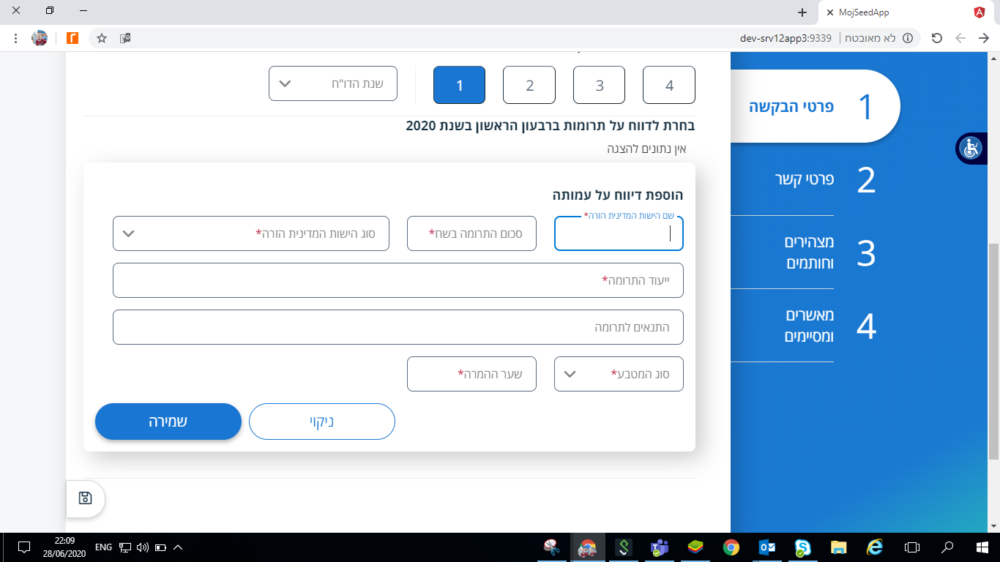 MojSeedApp
dev-srv12app3:9339
לא מאובטח
4
3
2
1
שנת הדו"ח
בחרת לדווח על תרומות ברבעון הראשון בשנת 2020
אין נתונים להצגה
הוספת דיווח על עמותה
שם הישות המדינית הזרה*
סכום התרומה בשח*
סוג הישות המדינית הזרה*
ייעוד התרומה*
התנאים לתרומה
סוג המטבע*
שער ההמרה*
ניקוי
שמירה
1 פרטי הבקשה
2 פרטי קשר
3 מצהירים
וחותמים
4 מאשרים
ומסיימים
ENG
22:09
28/06/2020